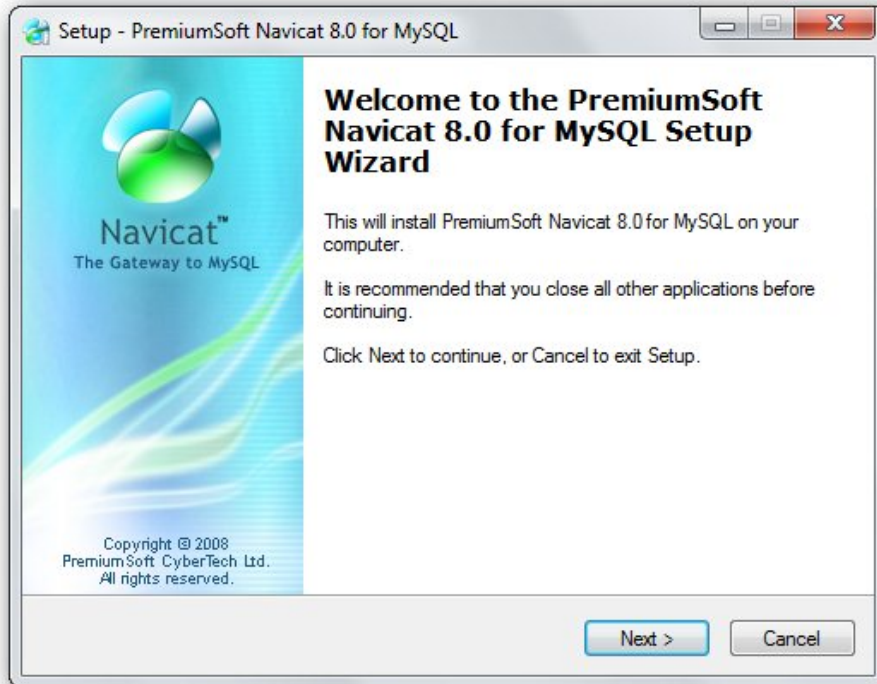 Setup - PremiumSoft Navicat 8.0 for MySQL
Welcome to the PremiumSoft
Navicat 8.0 for MySQL Setup
Wizard
This will install PremiumSoft Navicat 8.0 for MySQL on your
computer.
It is recommended that you close all other applications before
continuing.
Click Next to continue, or Cancel to exit Setup.
Navicat™
The Gateway to MySQL
Copyright © 2008
PremiumSoft CyberTech Ltd.
All rights reserved.
Next >
Cancel